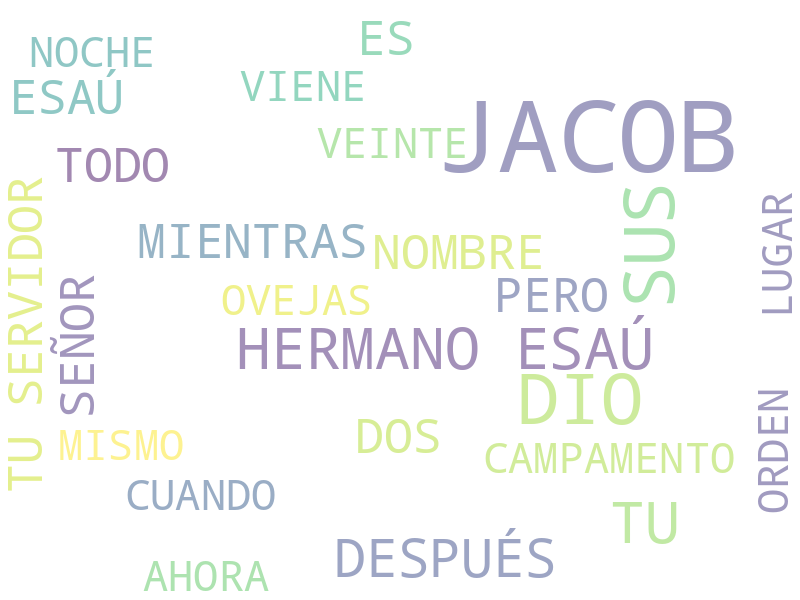 ES
NOCHE
VIENE
ESAÚ
JACOB
VEINTE
TODO
TU SERVIDOR
SUS
LUGAR
MIENTRAS
NOMBRE
SEÑOR
OVEJAS
PERO
HERMANO ESAÚ
DIO
ORDEN
DOS
MISMO
CAMPAMENTO
CUANDO
TU
DESPUÉS
AHORA